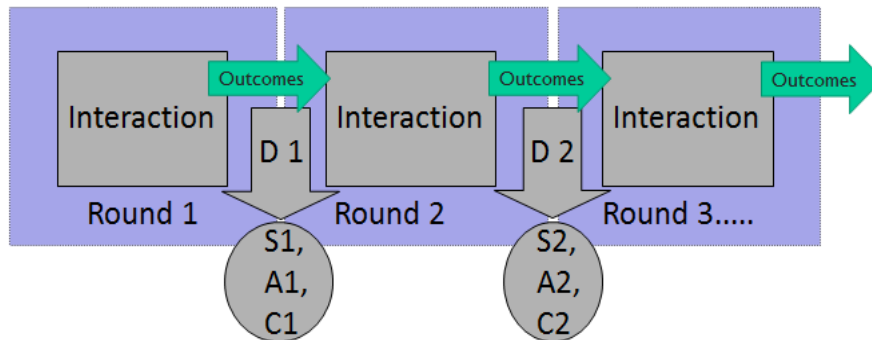 Outcomes
Outcomes
Outcomes
Interaction
Interaction
Interaction
D 1
D 2
Round 1
Round 2
Round 3.....
S1,
A1,
C1
S2,
A2,
C2